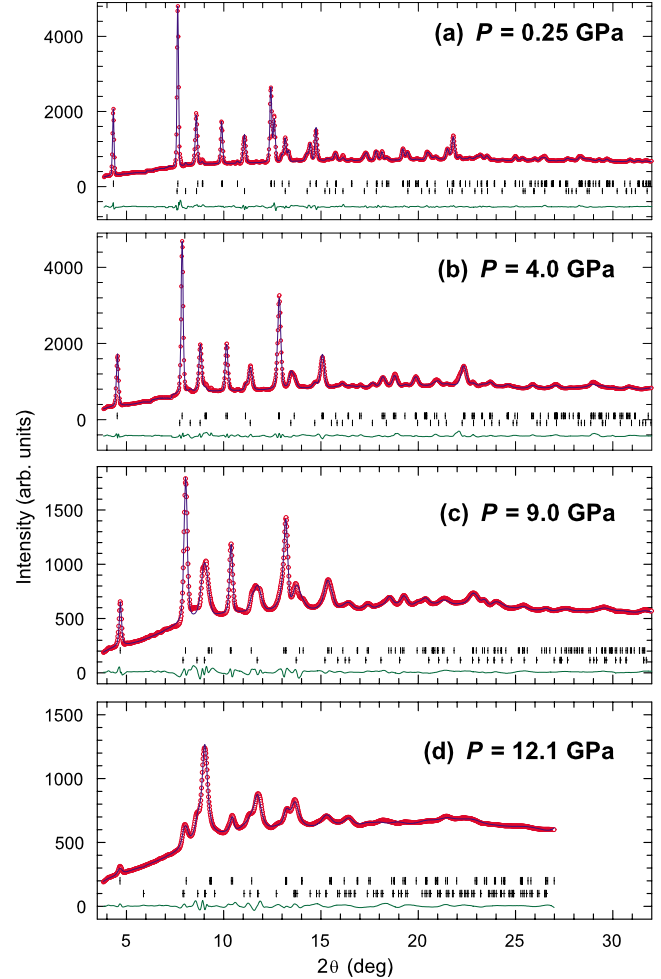 (a) P = 0.25 GPa
4000
2000
0
(b) P = 4.0 GPa
4000
2000
0
Intensity (arb. units)
(c) P = 9.0 GPa
1500
1000
500
0
(d) P = 12.1 GPa
1500
1000
500
0
5 10 15 20 25 30
2θ (deg)